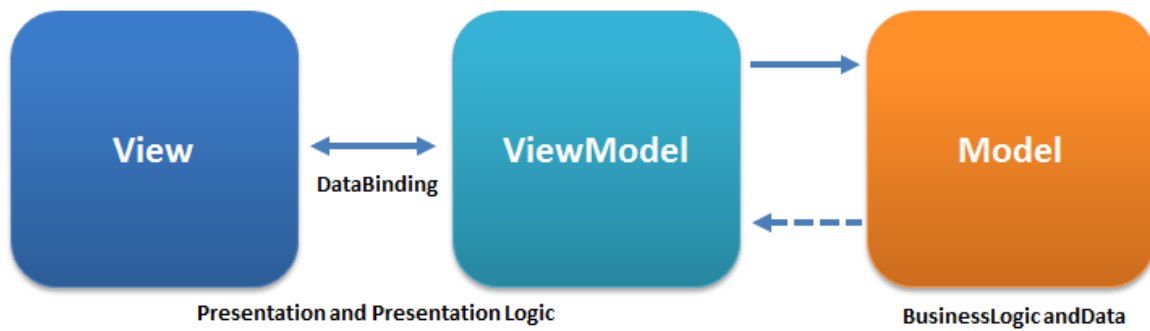 View
ViewModel
Model
DataBinding
Presentation and Presentation Logic
BusinessLogic andData